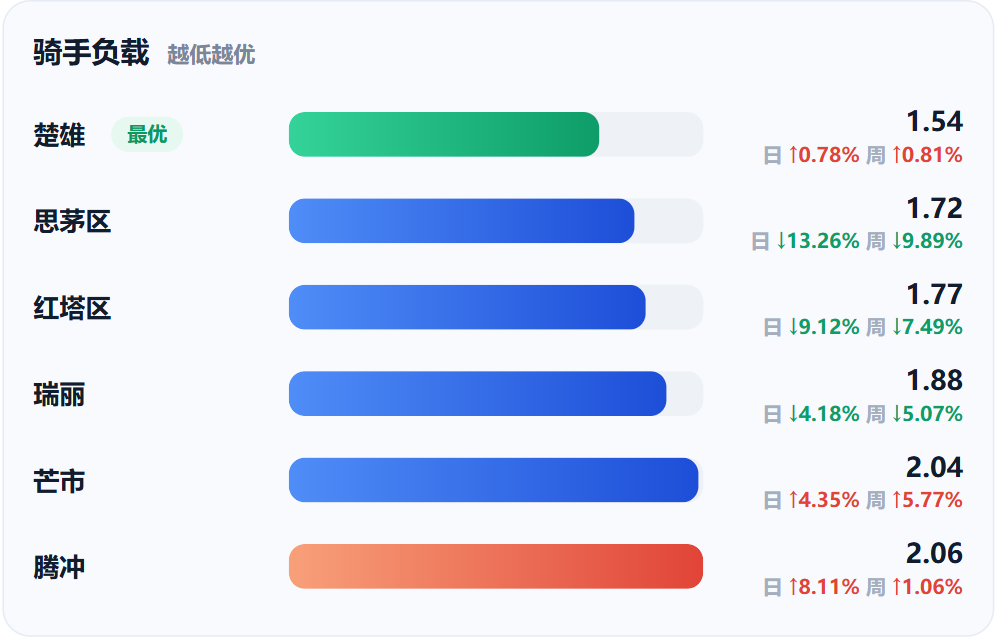 骑手负载 越低越优
楚雄 最优 1.54
日 ↑0.78% 周 ↑0.81%
思茅区 1.72
日 ↓13.26% 周 ↓9.89%
红塔区 1.77
日 ↓9.12% 周 ↓7.49%
瑞丽 1.88
日 ↓4.18% 周 ↓5.07%
芒市 2.04
日 ↑4.35% 周 ↑5.77%
腾冲 2.06
日 ↑8.11% 周 ↑1.06%